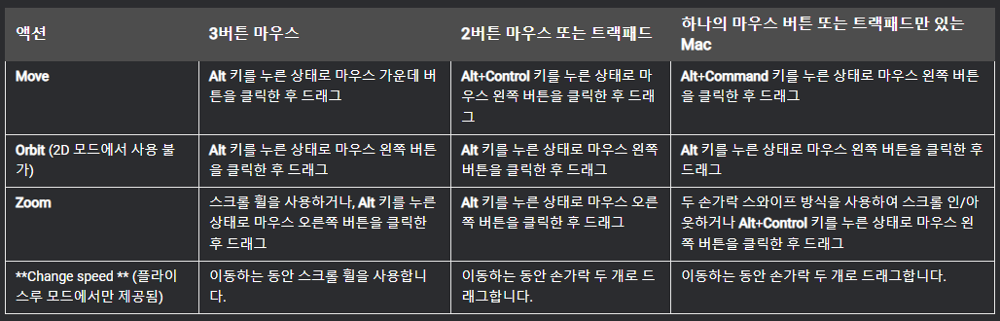 액션
3버튼 마우스
2버튼 마우스 또는 트랙패드
하나의 마우스 버튼 또는 트랙패드만 있는
Mac
Move
Alt 키를 누른 상태로 마우스 가운데 버
튼을 클릭한 후 드래그
Alt+Control 키를 누른 상태로 마
우스 왼쪽 버튼을 클릭한 후 드래
그
Alt+Command 키를 누른 상태로 마우스 왼쪽 버튼
을 클릭한 후 드래그
Orbit (2D 모드에서 사용 불
가)
Alt 키를 누른 상태로 마우스 왼쪽 버튼
을 클릭한 후 드래그
Alt 키를 누른 상태로 마우스 왼쪽
버튼을 클릭한 후 드래그
Alt 키를 누른 상태로 마우스 왼쪽 버튼을 클릭한 후
드래그
Zoom
스크롤 휠을 사용하거나, Alt 키를 누른
상태로 마우스 오른쪽 버튼을 클릭한
후 드래그
Alt 키를 누른 상태로 마우스 오른
쪽 버튼을 클릭한 후 드래그
두 손가락 스와이프 방식을 사용하여 스크롤 인/아
웃하거나 Alt+Control 키를 누른 상태로 마우스 왼
쪽 버튼을 클릭한 후 드래그
**Change speed ** (플라이
스루 모드에서만 제공됨)
이동하는 동안 스크롤 휠을 사용합니
다.
이동하는 동안 손가락 두 개로 드
래그합니다.
이동하는 동안 손가락 두 개로 드래그합니다.